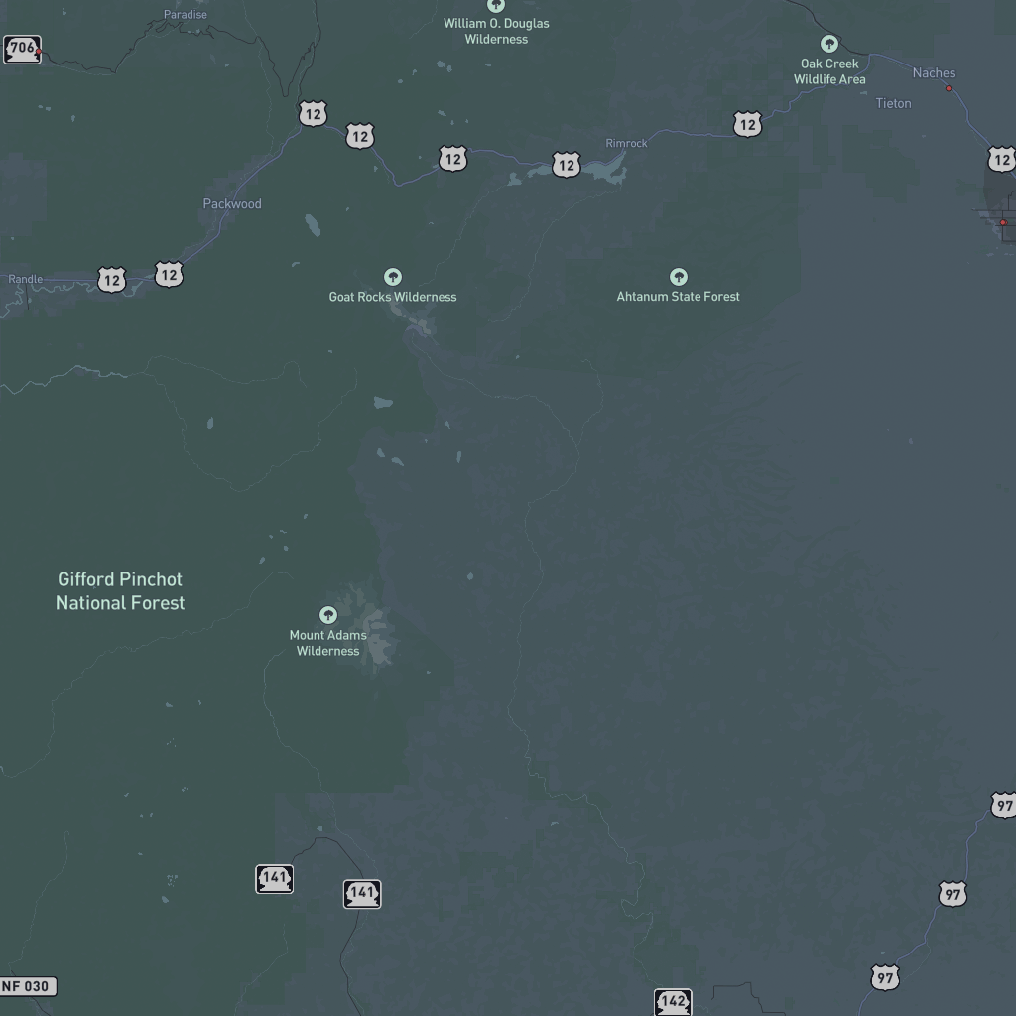 Paradise
William O. Douglas
Wilderness
706
Oak Creek
Wildlife Area
Naches
Tieton
12
12
12
12
12
12
Rimrock
Packwood
Randle
12
12
Goat Rocks Wilderness
Ahtanum State Forest
Gifford Pinchot
National Forest
Mount Adams
Wilderness
97
141
141
97
NF 030
97
142